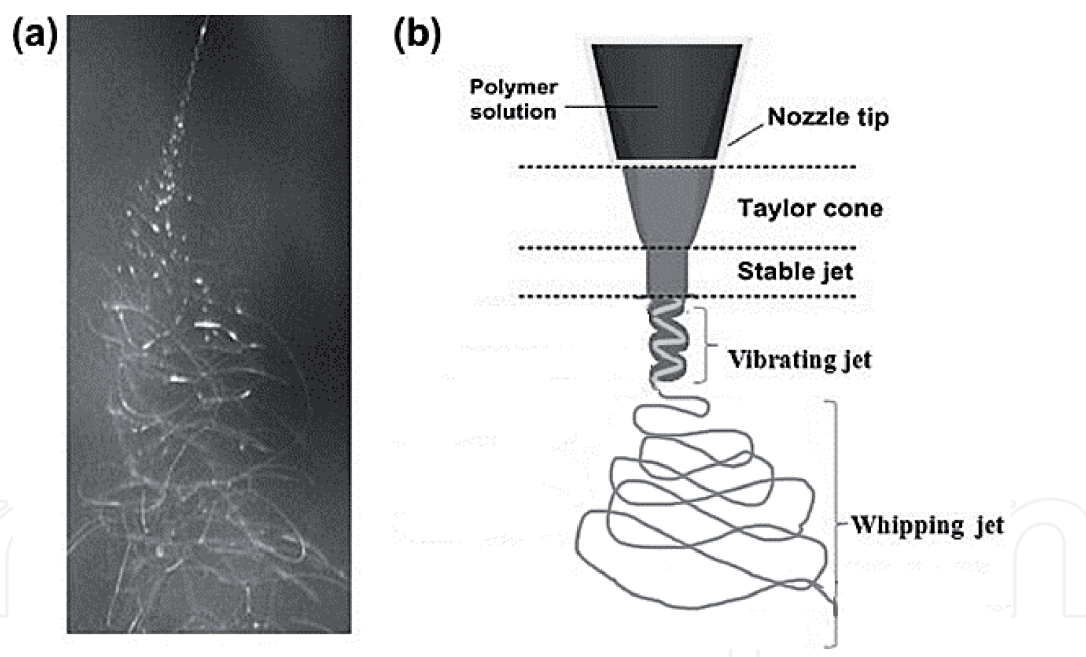 (a)
(b)
Polymer
solution
Nozzle tip
Taylor cone
Stable jet
Vibrating jet
Whipping jet